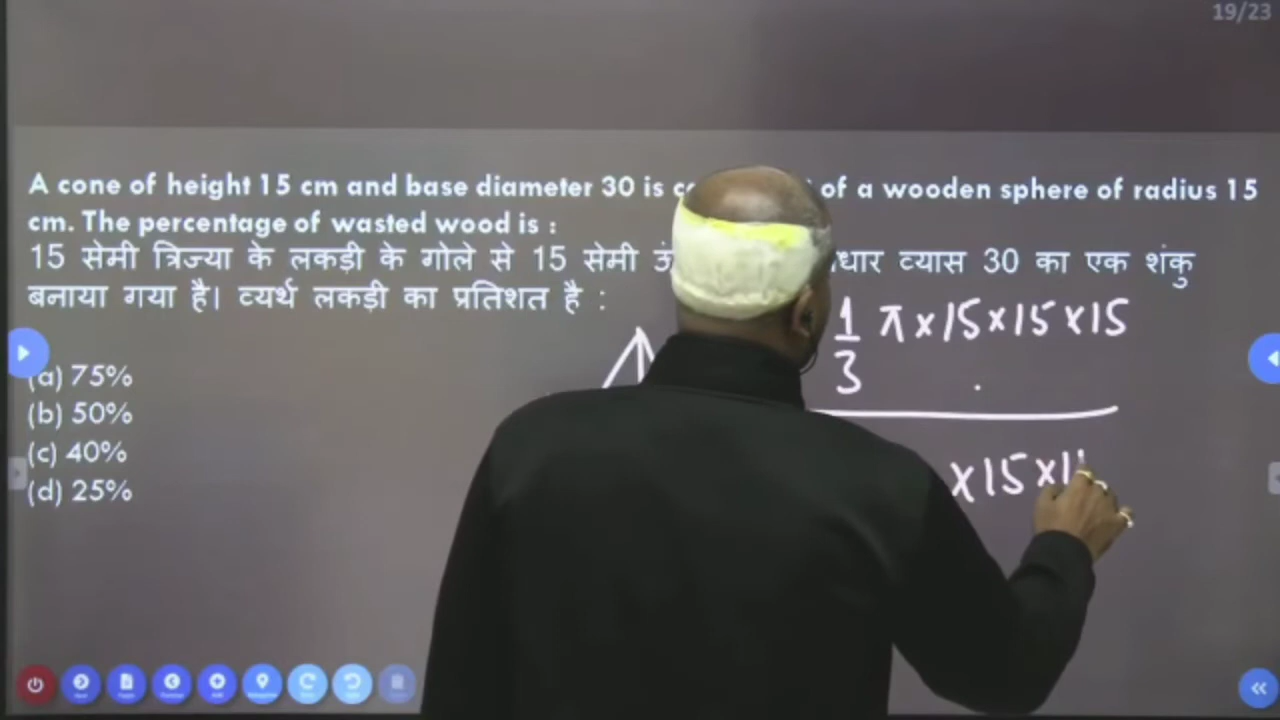 19/23
A cone of height 15 cm and base diameter 30 is of a wooden sphere of radius 15
cm. The percentage of wasted wood is :
15 सेमी त्रिज्या के लकड़ी के गोले से 15 सेमी व्यास 30 का एक शंकु
बनाया गया है। व्यर्थ लकड़ी का प्रतिशत है :
1/3 π×15×15×15
×15×1
(a) 75%
(b) 50%
(c) 40%
(d) 25%